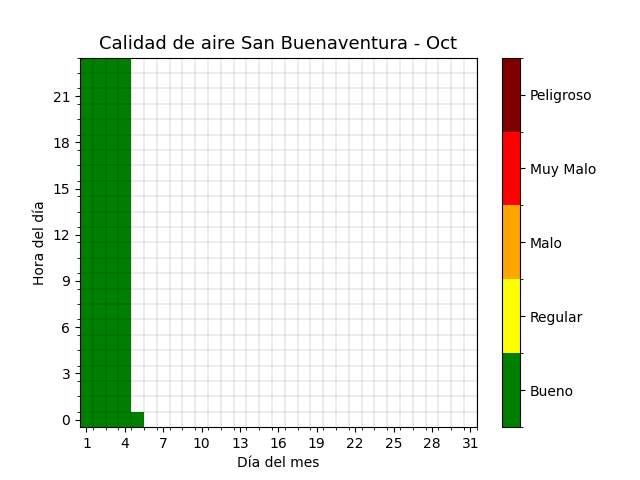 Calidad de aire San Buenaventura - Oct
Hora del día
21
18
15
12
9
6
3
0
1 4 7 10 13 16 19 22 25 28 31
Día del mes
Peligroso
Muy Malo
Malo
Regular
Bueno